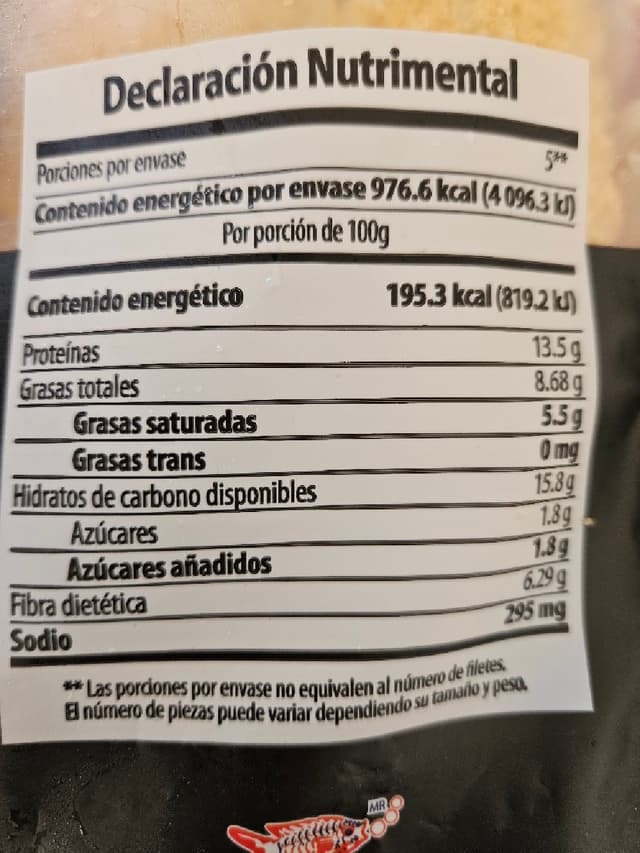 Declaración Nutrimental
Porciones por envase 5**
Contenido energético por envase 976.6 kcal (4 096.3 kJ)
Por porción de 100g
Contenido energético 195.3 kcal (819.2 kJ)
Proteínas 13.5 g
Grasas totales 8.68 g
Grasas saturadas 5.5 g
Grasas trans 0 mg
Hidratos de carbono disponibles 15.8 g
Azúcares 1.8 g
Azúcares añadidos 1.8 g
Fibra dietética 6.29 g
Sodio 295 mg
** Las porciones por envase no equivalen al número de filetes.
El número de piezas puede variar dependiendo su tamaño y peso.
MR